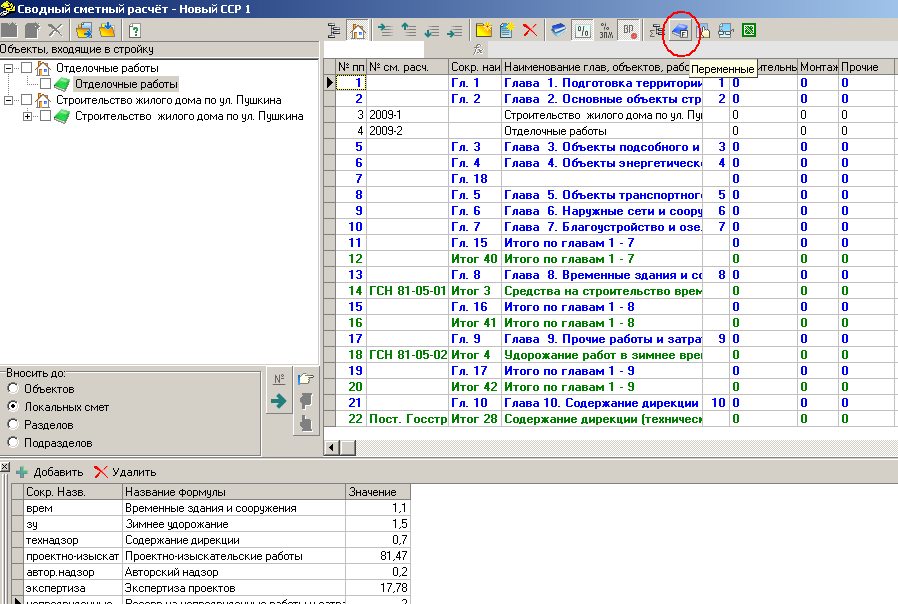 Сводный сметный расчёт - Новый ССР 1
Объекты, входящие в стройку
Отделочные работы
Отделочные работы
Строительство жилого дома по ул. Пушкина
Строительство жилого дома по ул. Пушкина
Вносить до:
Объектов
Локальных смет
Разделов
Подразделов
№
% ЗПМ ВР
fx
Переменные
№ пп № см. расч. Сокр. наи Наименование глав, объектов, рабо тельнь Монтаж Прочие
1 Гл. 1 Глава 1. Подготовка территори 1 0 0 0
2 Гл. 2 Глава 2. Основные объекты стр 2 0 0 0
3 2009-1 Строительство жилого дома по ул. Пу 0 0 0
4 2009-2 Отделочные работы 0 0 0
5 Гл. 3 Глава 3. Объекты подсобного и 3 0 0 0
6 Гл. 4 Глава 4. Объекты энергетическ 4 0 0 0
7 Гл. 18 0 0 0
8 Гл. 5 Глава 5. Объекты транспортног 5 0 0 0
9 Гл. 6 Глава 6. Наружные сети и соору 6 0 0 0
10 Гл. 7 Глава 7. Благоустройство и озе 7 0 0 0
11 Гл. 15 Итого по главам 1 - 7 0 0 0
12 Итог 40 Итого по главам 1 - 7 0 0 0
13 Гл. 8 Глава 8. Временные здания и со 8 0 0 0
14 ГСН 81-05-01 Итог 3 Средства на строительство врем 0 0 0
15 Гл. 16 Итого по главам 1 - 8 0 0 0
16 Итог 41 Итого по главам 1 - 8 0 0 0
17 Гл. 9 Глава 9. Прочие работы и затра 9 0 0 0
18 ГСН 81-05-02 Итог 4 Удорожание работ в зимнее вре 0 0 0
19 Гл. 17 Итого по главам 1 - 9 0 0 0
20 Итог 42 Итого по главам 1 - 9 0 0 0
21 Гл. 10 Глава 10. Содержание дирекции 10 0 0 0
22 Пост. Госстр Итог 28 Содержание дирекции (техническ 0 0 0
Добавить Удалить
Сокр. Назв. Название формулы Значение
врем Временные здания и сооружения 1,1
зу Зимнее удорожание 1,5
технадзор Содержание дирекции 0,7
проектно-изыскат Проектно-изыскательские работы 81,47
автор.надзор Авторский надзор 0,2
экспертиза Экспертиза проектов 17,78